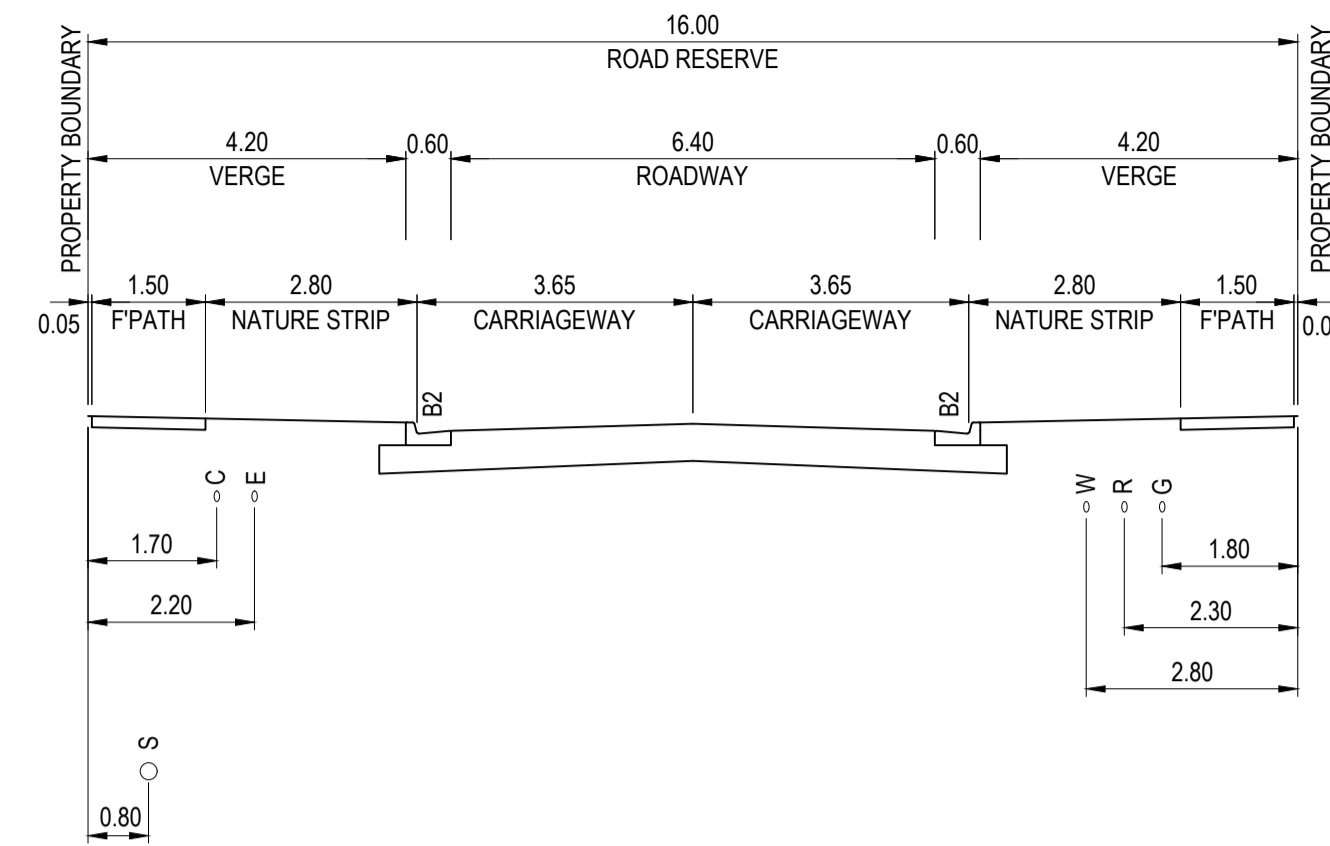 16.00
ROAD RESERVE
PROPERTY BOUNDARY
PROPERTY BOUNDARY
4.20
0.60
6.40
0.60
4.20
VERGE
ROADWAY
VERGE
1.50
2.80
3.65
3.65
2.80
1.50
0.05
F'PATH
NATURE STRIP
CARRIAGEWAY
CARRIAGEWAY
NATURE STRIP
F'PATH
B2
B2
C
E
W
R
G
1.70
1.80
2.20
2.30
2.80
S
0.80